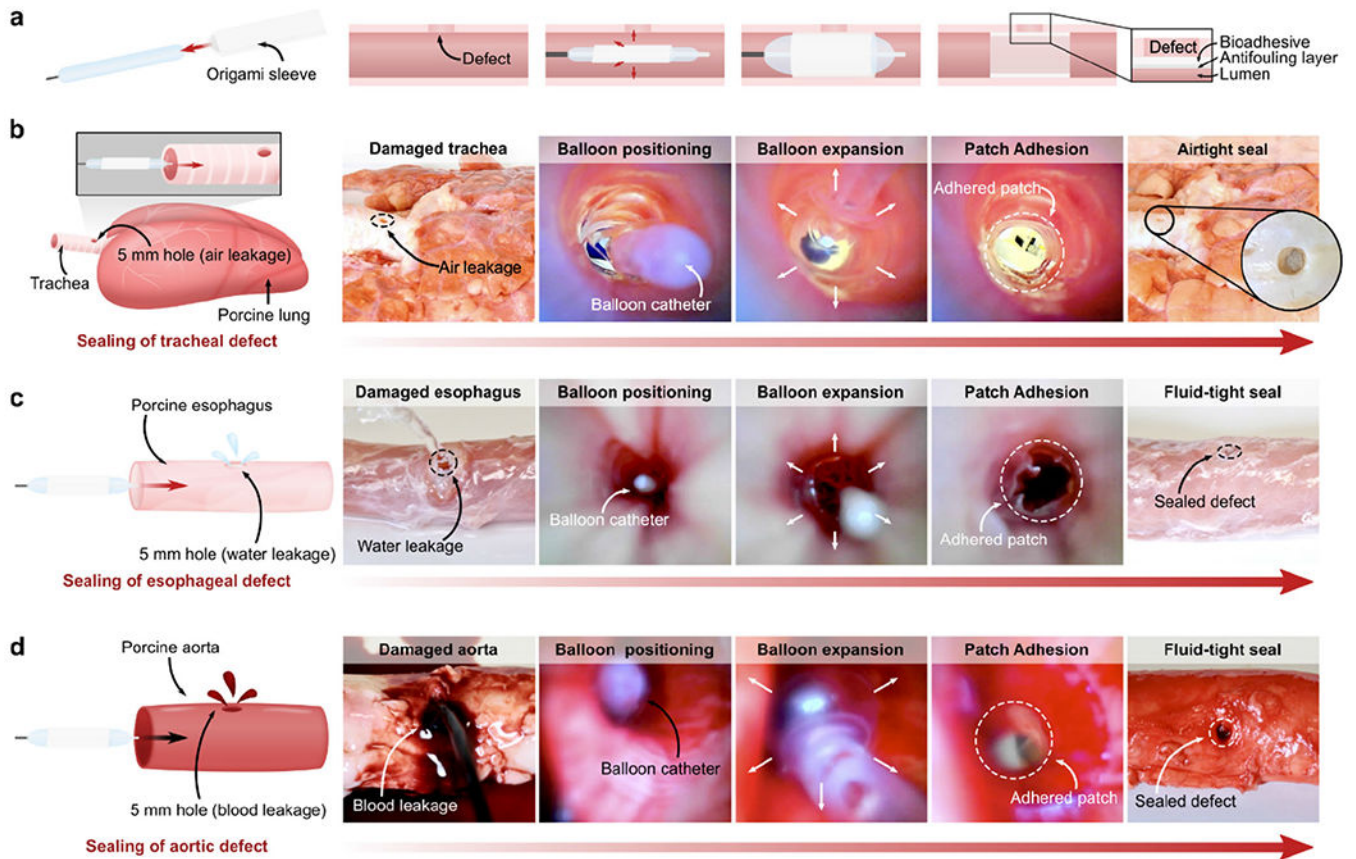 a
Origami sleeve
Defect
Defect
Bioadhesive
Antifouling layer
Lumen
b
5 mm hole (air leakage)
Trachea
Porcine lung
Sealing of tracheal defect
Damaged trachea
Air leakage
Balloon positioning
Balloon catheter
Balloon expansion
Patch Adhesion
Adhered patch
Airtight seal
c
Porcine esophagus
5 mm hole (water leakage)
Sealing of esophageal defect
Damaged esophagus
Water leakage
Balloon positioning
Balloon catheter
Balloon expansion
Patch Adhesion
Adhered patch
Fluid-tight seal
Sealed defect
d
Porcine aorta
5 mm hole (blood leakage)
Sealing of aortic defect
Damaged aorta
Blood leakage
Balloon positioning
Balloon catheter
Balloon expansion
Patch Adhesion
Adhered patch
Fluid-tight seal
Sealed defect